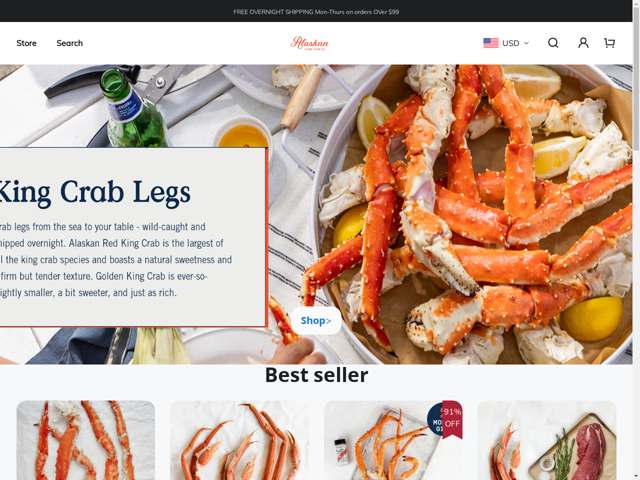 FREE OVERNIGHT SHIPPING Mon-Thurs on orders OVer $99
Store
Search
Alaskan
USD
King Crab Legs
rab legs from the sea to your table - wild-caught and
hipped overnight. Alaskan Red King Crab is the largest of
l the king crab species and boasts a natural sweetness and
firm but tender texture. Golden King Crab is ever-so-
ightly smaller, a bit sweeter, and just as rich.
Shop>
Best seller
91%
OFF